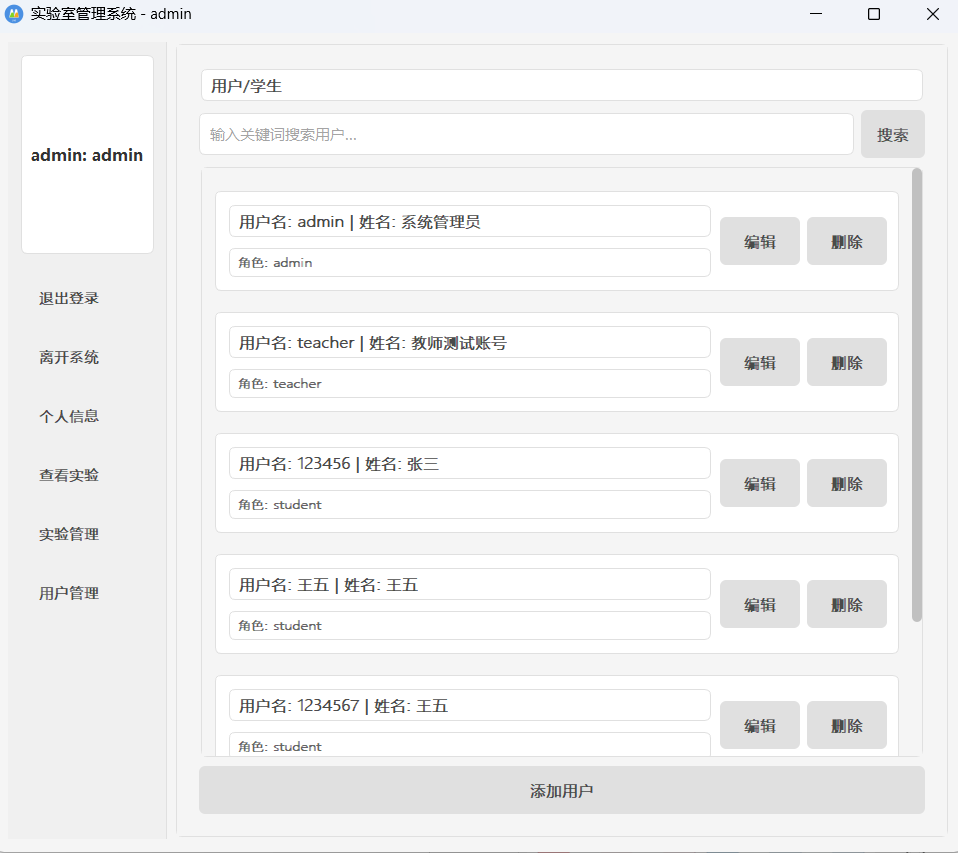 实验室管理系统 - admin
admin: admin
退出登录
离开系统
个人信息
查看实验
实验管理
用户管理
用户/学生
输入关键词搜索用户...
搜索
用户名: admin | 姓名: 系统管理员
角色: admin
编辑
删除
用户名: teacher | 姓名: 教师测试账号
角色: teacher
编辑
删除
用户名: 123456 | 姓名: 张三
角色: student
编辑
删除
用户名: 王五 | 姓名: 王五
角色: student
编辑
删除
用户名: 1234567 | 姓名: 王五
角色: student
编辑
删除
添加用户